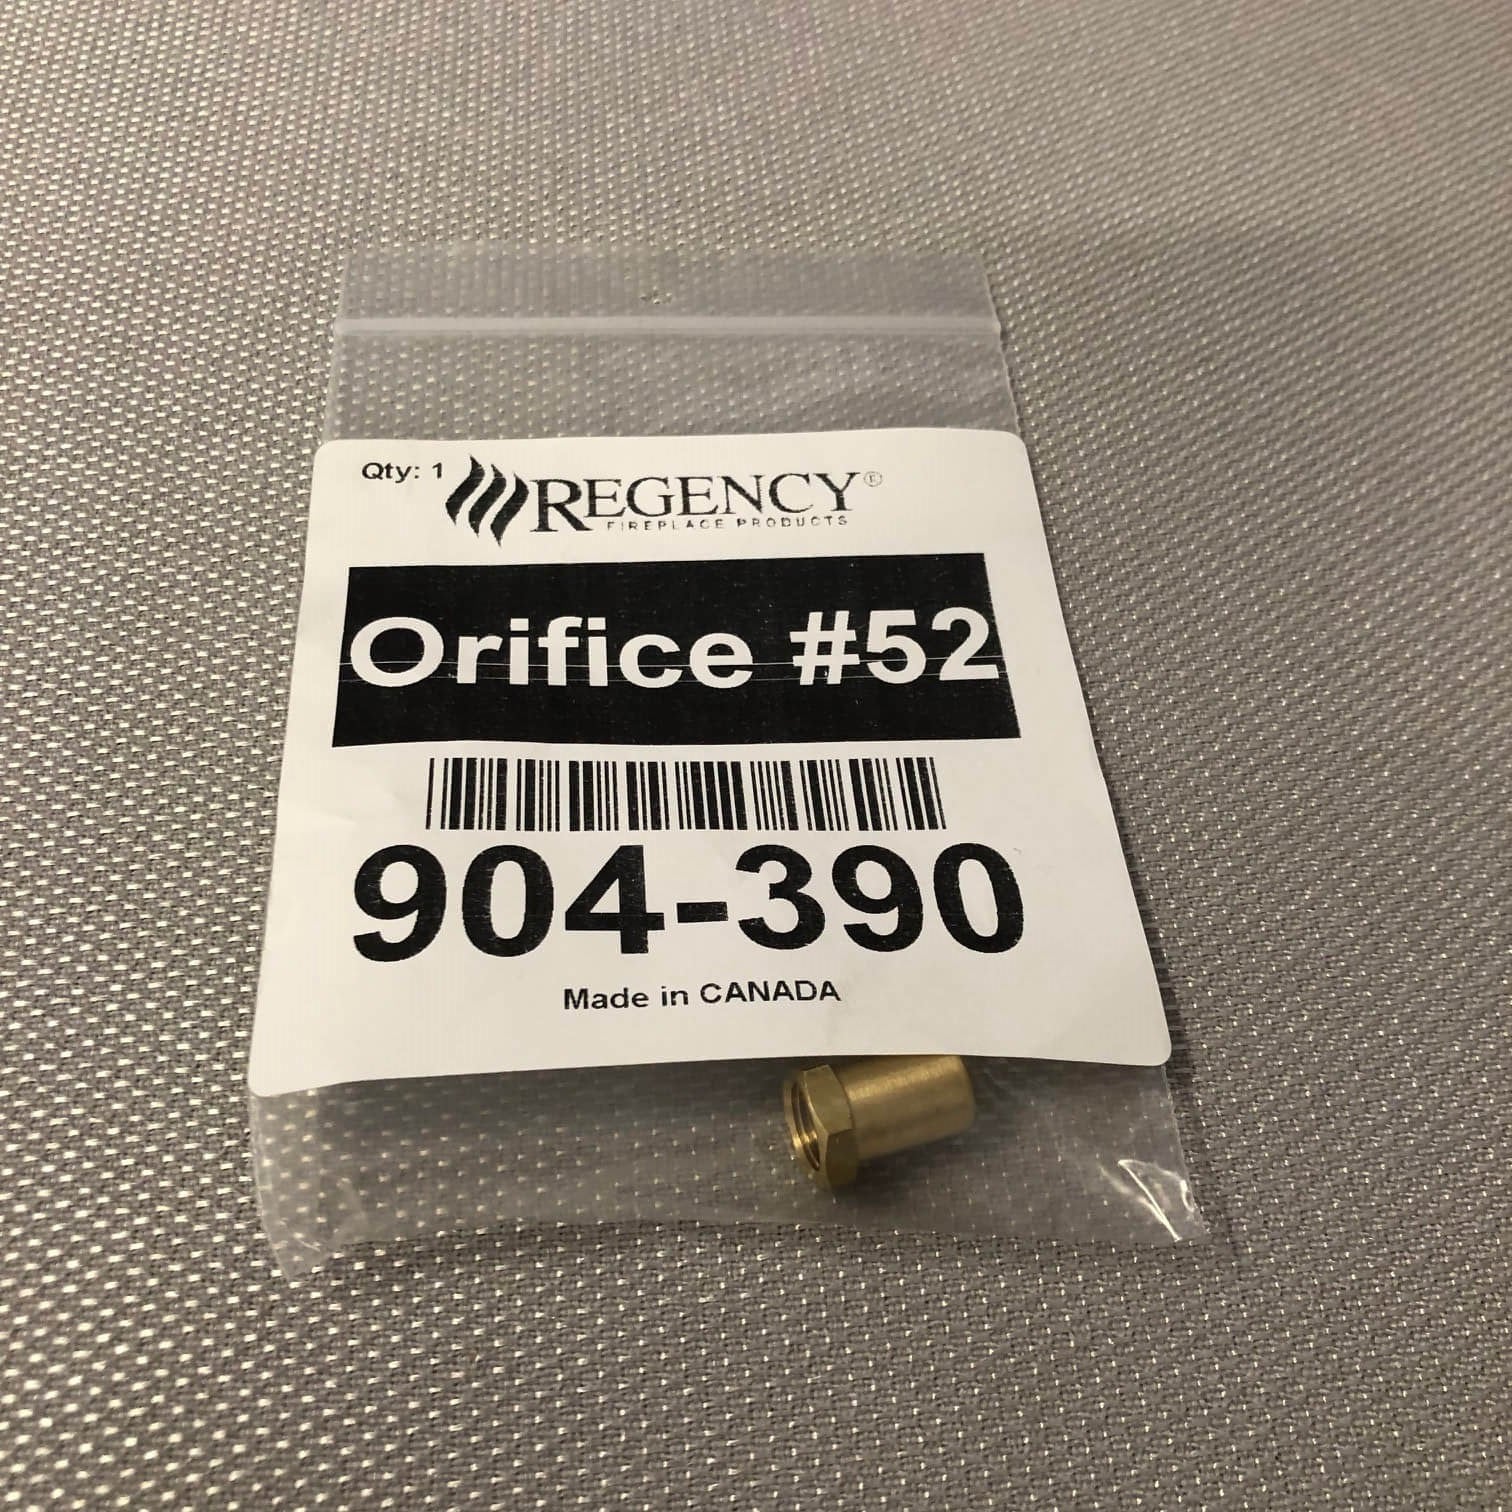 Qty: 1
REGENCY®
FIREPLACE PRODUCTS
Orifice #52
904-390
Made in CANADA